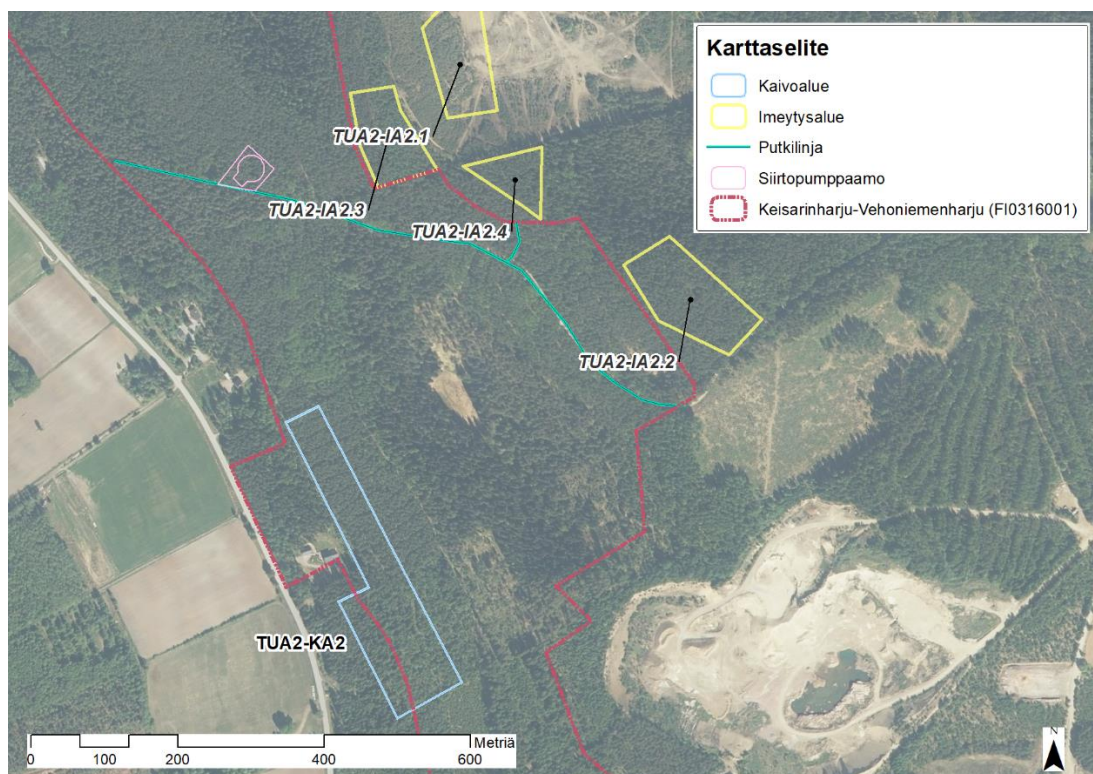 Karttaselite
Kaivoalue
Imeytysalue
Putkilinja
Siirtopumppaamo
Keisarinharju-Vehoniemenharju (FI0316001)
TUA2-IA2.1
TUA2-IA2.3
TUA2-IA2.4
TUA2-IA2.2
TUA2-KA2
Metriä
0 100 200 400 600
N